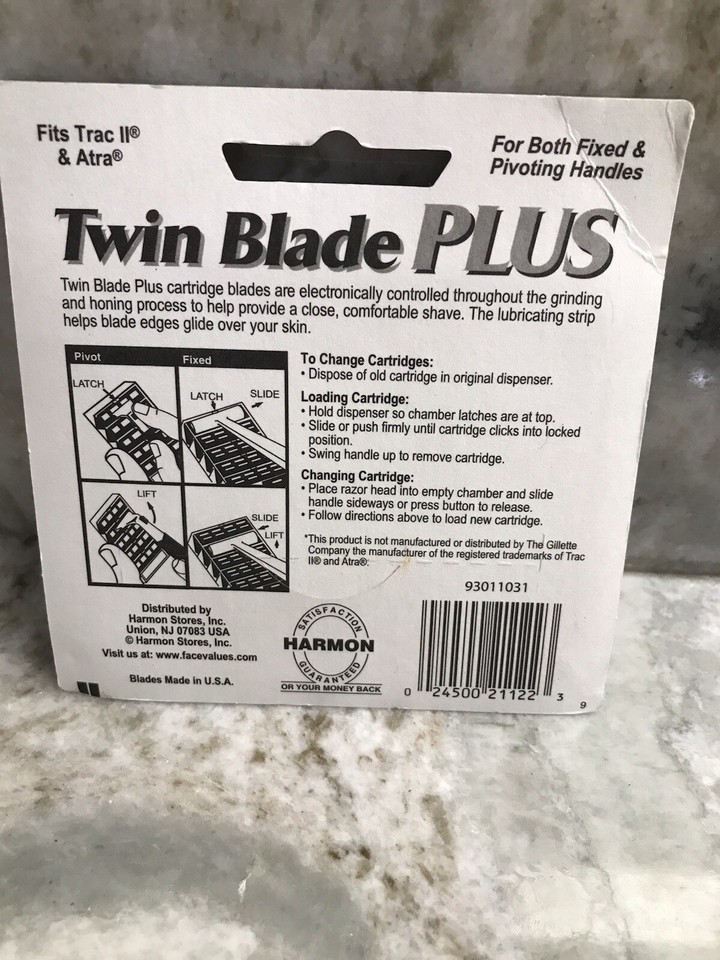 Fits Trac II®
& Atra®
For Both Fixed &
Pivoting Handles
Twin Blade PLUS
Twin Blade Plus cartridge blades are electronically controlled throughout the grinding
and honing process to help provide a close, comfortable shave. The lubricating strip
helps blade edges glide over your skin.
Pivot
Fixed
LATCH
LATCH
SLIDE
LIFT
SLIDE
LIFT
To Change Cartridges:
• Dispose of old cartridge in original dispenser.
Loading Cartridge:
• Hold dispenser so chamber latches are at top.
• Slide or push firmly until cartridge clicks into locked
position.
• Swing handle up to remove cartridge.
Changing Cartridge:
• Place razor head into empty chamber and slide
handle sideways or press button to release.
• Follow directions above to load new cartridge.
*This product is not manufactured or distributed by The Gillette
Company the manufacturer of the registered trademarks of Trac
II® and Atra®.
Distributed by
Harmon Stores, Inc.
Union, NJ 07083 USA
© Harmon Stores, Inc.
Visit us at: www.facevalues.com
Blades Made in U.S.A.
SATISFACTION
HARMON
GUARANTEED
OR YOUR MONEY BACK
93011031
0 24500 21122 3
9